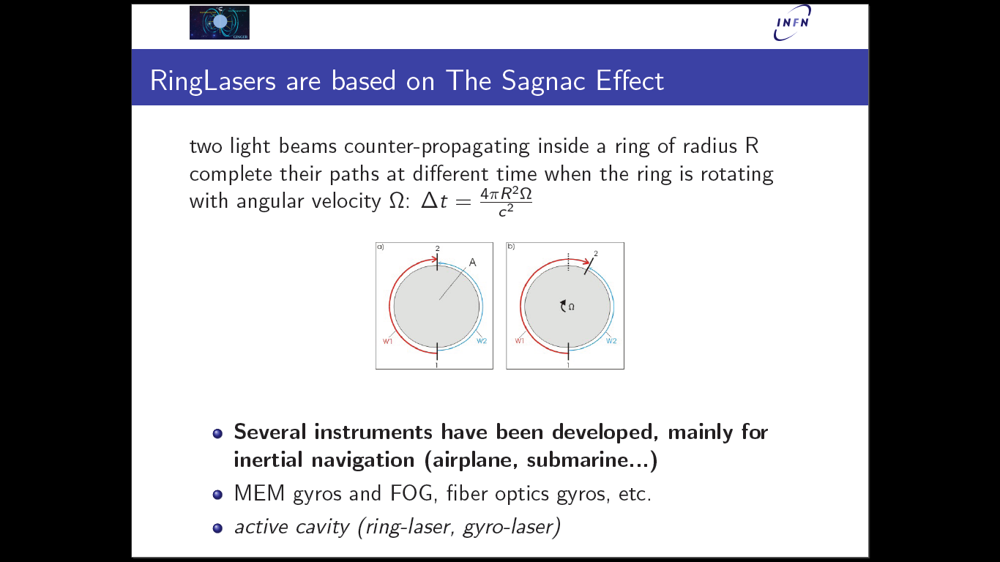 GINGER
INFN
RingLasers are based on The Sagnac Effect
two light beams counter-propagating inside a ring of radius R
complete their paths at different time when the ring is rotating
with angular velocity Ω: Δt = 4πR²Ω / c²
a)
2
A
W1
W2
1
b)
2
Ω
W1
W2
1
Several instruments have been developed, mainly for
inertial navigation (airplane, submarine...)
MEM gyros and FOG, fiber optics gyros, etc.
active cavity (ring-laser, gyro-laser)